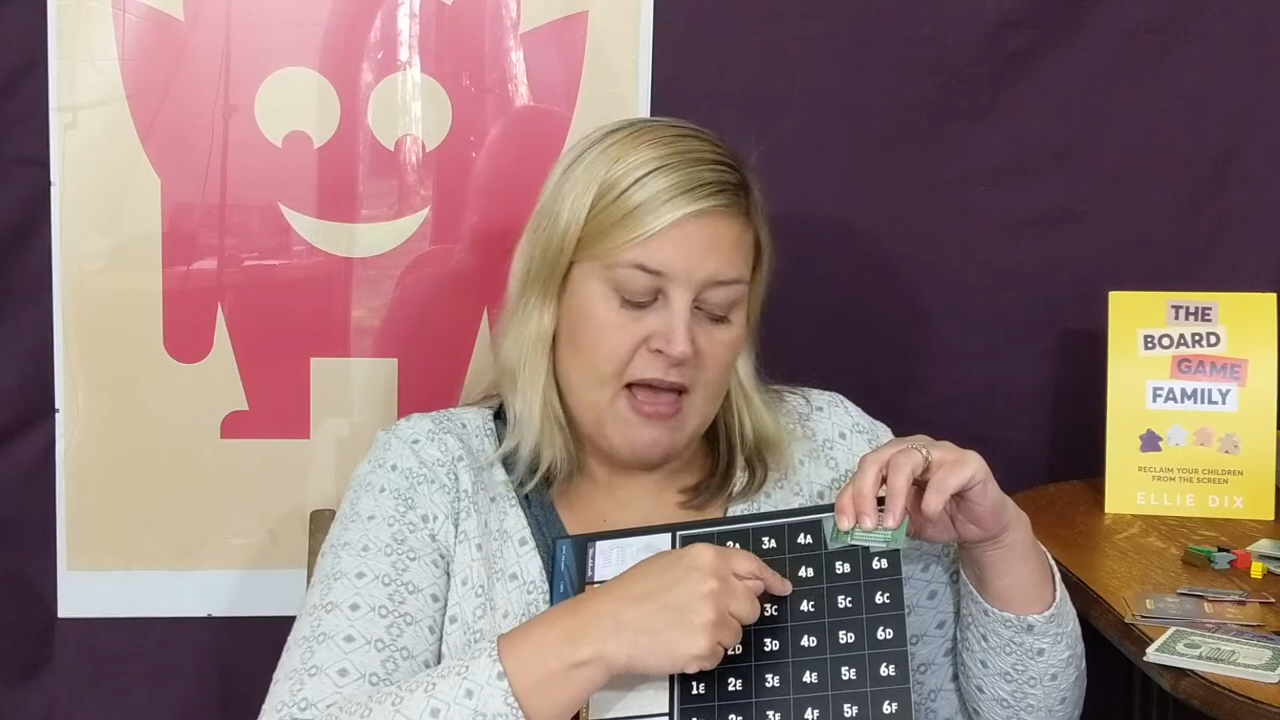 THE
BOARD
GAME
FAMILY
RECLAIM YOUR CHILDREN
FROM THE SCREEN
ELLIE DIX
2A 3A 4A
4B 5B 6B
3C 4C 5C 6C
2D 3D 4D 5D 6D
1E 2E 3E 4E 5E 6E
4F 5F 6F